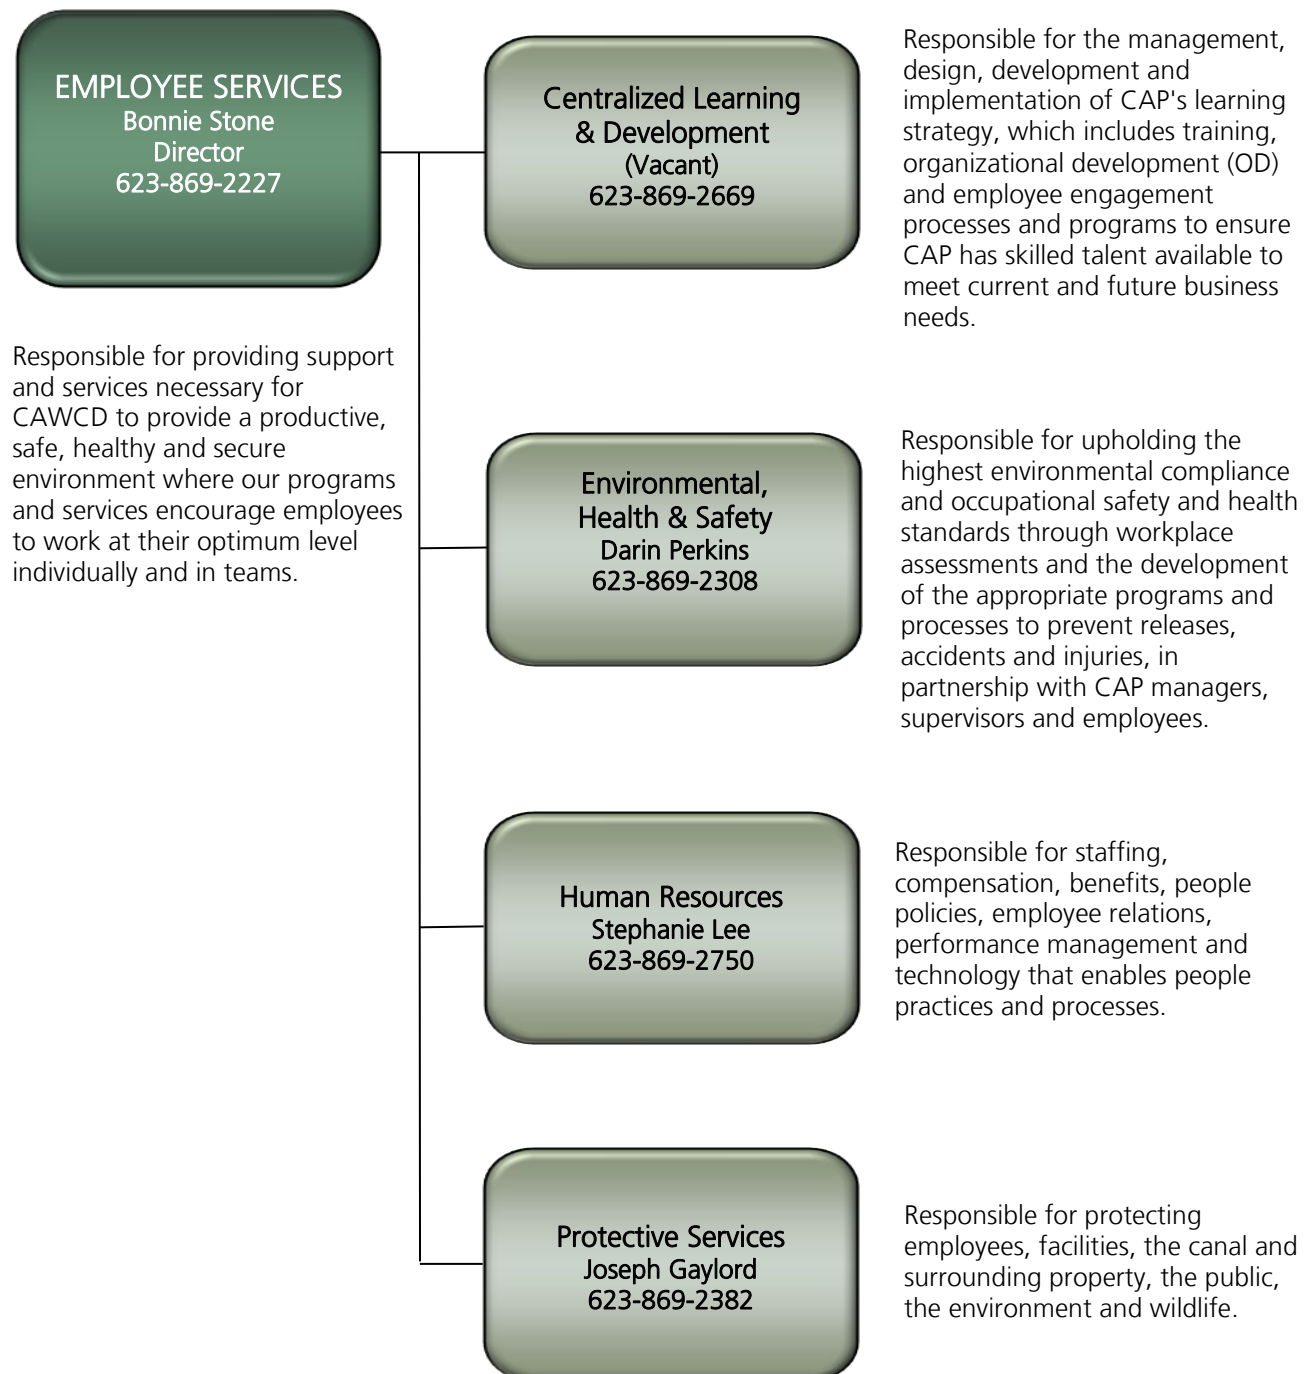 EMPLOYEE SERVICES
Bonnie Stone
Director
623-869-2227
Responsible for providing support
and services necessary for
CAWCD to provide a productive,
safe, healthy and secure
environment where our programs
and services encourage employees
to work at their optimum level
individually and in teams.
Centralized Learning
& Development
(Vacant)
623-869-2669
Responsible for the management,
design, development and
implementation of CAP's learning
strategy, which includes training,
organizational development (OD)
and employee engagement
processes and programs to ensure
CAP has skilled talent available to
meet current and future business
needs.
Environmental,
Health & Safety
Darin Perkins
623-869-2308
Responsible for upholding the
highest environmental compliance
and occupational safety and health
standards through workplace
assessments and the development
of the appropriate programs and
processes to prevent releases,
accidents and injuries, in
partnership with CAP managers,
supervisors and employees.
Human Resources
Stephanie Lee
623-869-2750
Responsible for staffing,
compensation, benefits, people
policies, employee relations,
performance management and
technology that enables people
practices and processes.
Protective Services
Joseph Gaylord
623-869-2382
Responsible for protecting
employees, facilities, the canal and
surrounding property, the public,
the environment and wildlife.